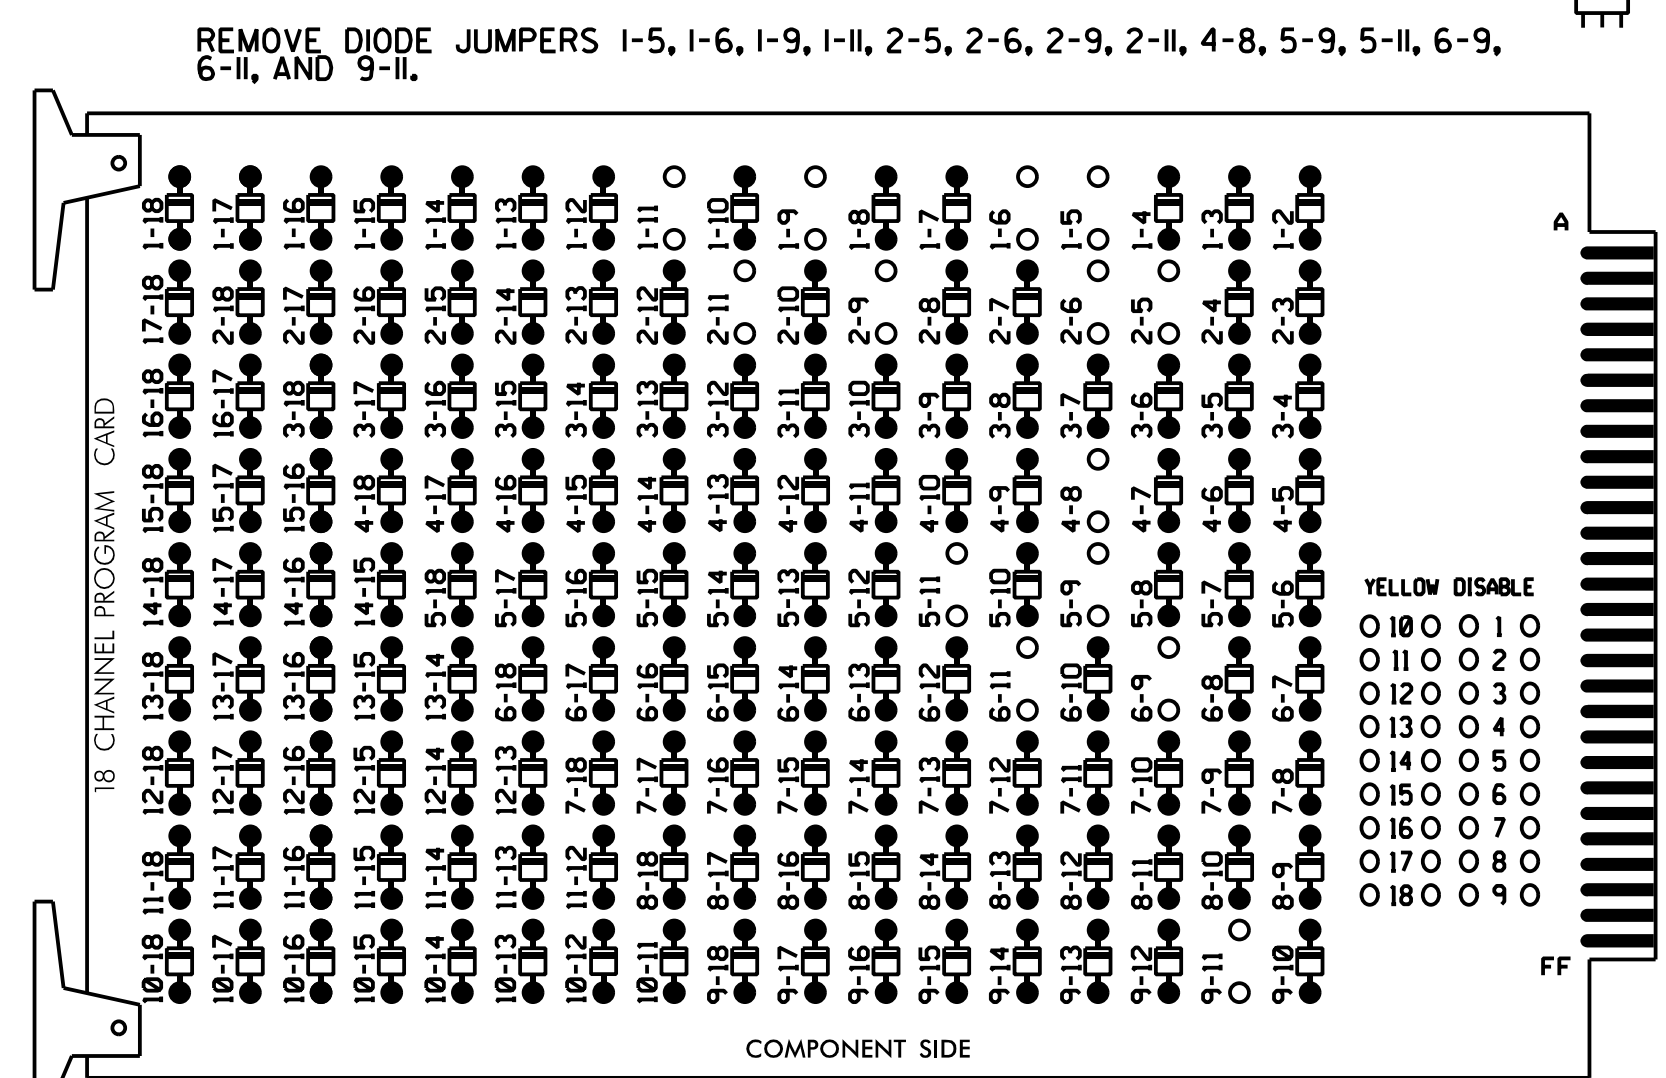 REMOVE DIODE JUMPERS 1-5, 1-6, 1-9, 1-11, 2-5, 2-6, 2-9, 2-11, 4-8, 5-9, 5-11, 6-9,
6-11, AND 9-11.
1-18 1-17 1-16 1-15 1-14 1-13 1-12 1-11 1-10 1-9 1-8 1-7 1-6 1-5 1-4 1-3 1-2
A
17-18 2-18 2-17 2-16 2-15 2-14 2-13 2-12 2-11 2-10 2-9 2-8 2-7 2-6 2-5 2-4 2-3
16-18 16-17 3-18 3-17 3-16 3-15 3-14 3-13 3-12 3-11 3-10 3-9 3-8 3-7 3-6 3-5 3-4
15-18 15-17 15-16 4-18 4-17 4-16 4-15 4-14 4-13 4-12 4-11 4-10 4-9 4-8 4-7 4-6 4-5
14-18 14-17 14-16 14-15 5-18 5-17 5-16 5-15 5-14 5-13 5-12 5-11 5-10 5-9 5-8 5-7 5-6
13-18 13-17 13-16 13-15 13-14 6-18 6-17 6-16 6-15 6-14 6-13 6-12 6-11 6-10 6-9 6-8 6-7
12-18 12-17 12-16 12-15 12-14 12-13 7-18 7-17 7-16 7-15 7-14 7-13 7-12 7-11 7-10 7-9 7-8
11-18 11-17 11-16 11-15 11-14 11-13 11-12 8-18 8-17 8-16 8-15 8-14 8-13 8-12 8-11 8-10 8-9
10-18 10-17 10-16 10-15 10-14 10-13 10-12 10-11 9-18 9-17 9-16 9-15 9-14 9-13 9-12 9-11 9-10
18 CHANNEL PROGRAM CARD
YELLOW DISABLE
10 1
11 2
12 3
13 4
14 5
15 6
16 7
17 8
18 9
FF
COMPONENT SIDE